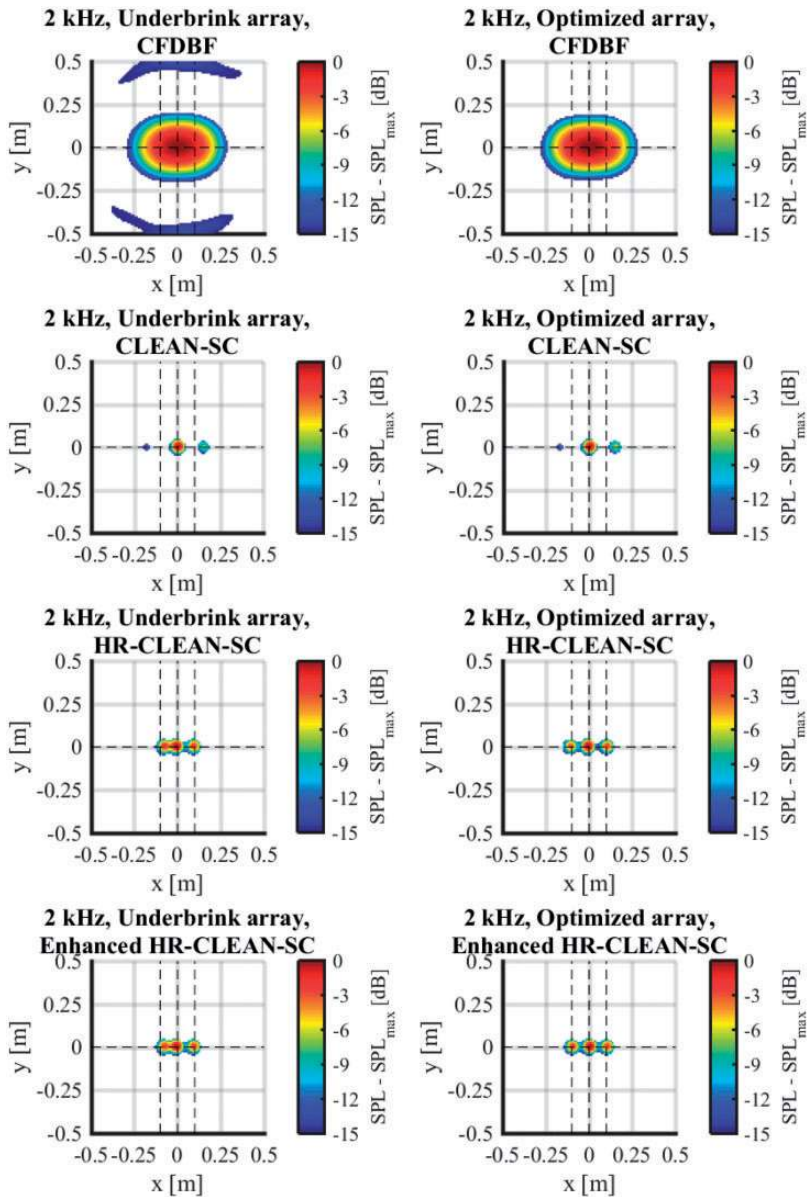 2 kHz, Underbrink array,
CFDBF
0.5
0.25
0
-0.25
-0.5
y [m]
-0.5 -0.25 0 0.25 0.5
x [m]
0
-3
-6
-9
-12
-15
SPL - SPLmax [dB]
2 kHz, Optimized array,
CFDBF
0.5
0.25
0
-0.25
-0.5
y [m]
-0.5 -0.25 0 0.25 0.5
x [m]
0
-3
-6
-9
-12
-15
SPL - SPLmax [dB]
2 kHz, Underbrink array,
CLEAN-SC
0.5
0.25
0
-0.25
-0.5
y [m]
-0.5 -0.25 0 0.25 0.5
x [m]
0
-3
-6
-9
-12
-15
SPL - SPLmax [dB]
2 kHz, Optimized array,
CLEAN-SC
0.5
0.25
0
-0.25
-0.5
y [m]
-0.5 -0.25 0 0.25 0.5
x [m]
0
-3
-6
-9
-12
-15
SPL - SPLmax [dB]
2 kHz, Underbrink array,
HR-CLEAN-SC
0.5
0.25
0
-0.25
-0.5
y [m]
-0.5 -0.25 0 0.25 0.5
x [m]
0
-3
-6
-9
-12
-15
SPL - SPLmax [dB]
2 kHz, Optimized array,
HR-CLEAN-SC
0.5
0.25
0
-0.25
-0.5
y [m]
-0.5 -0.25 0 0.25 0.5
x [m]
0
-3
-6
-9
-12
-15
SPL - SPLmax [dB]
2 kHz, Underbrink array,
Enhanced HR-CLEAN-SC
0.5
0.25
0
-0.25
-0.5
y [m]
-0.5 -0.25 0 0.25 0.5
x [m]
0
-3
-6
-9
-12
-15
SPL - SPLmax [dB]
2 kHz, Optimized array,
Enhanced HR-CLEAN-SC
0.5
0.25
0
-0.25
-0.5
y [m]
-0.5 -0.25 0 0.25 0.5
x [m]
0
-3
-6
-9
-12
-15
SPL - SPLmax [dB]